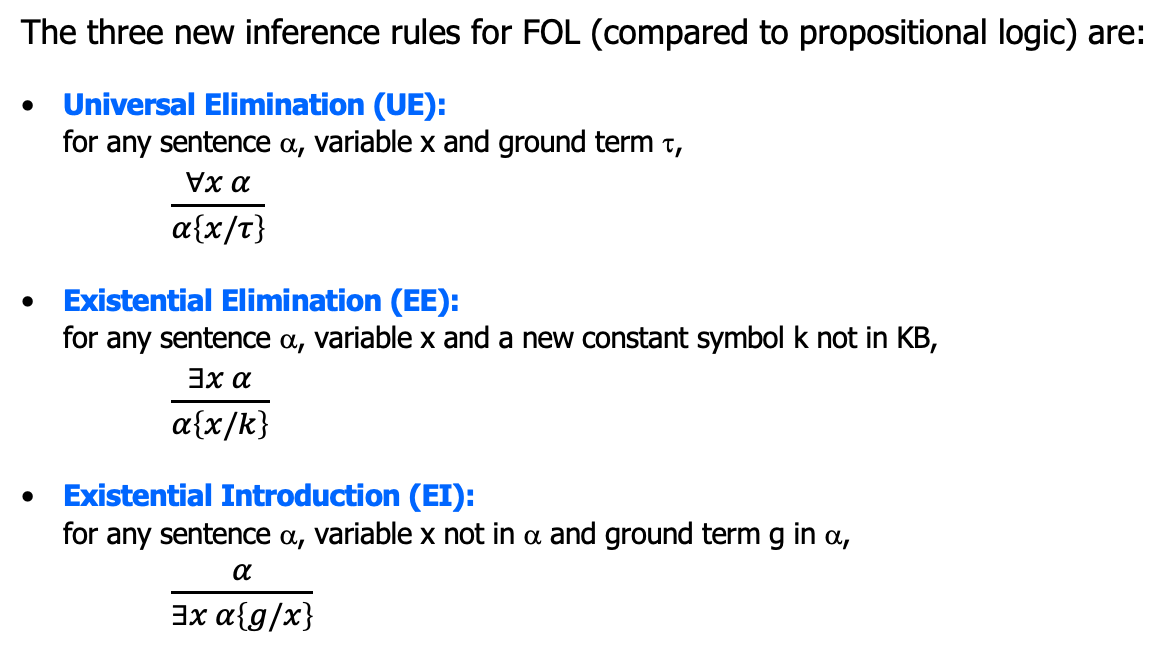 The three new inference rules for FOL (compared to propositional logic) are:
• Universal Elimination (UE):
for any sentence α, variable x and ground term τ,
∀x α
α{x/τ}
• Existential Elimination (EE):
for any sentence α, variable x and a new constant symbol k not in KB,
∃x α
α{x/k}
• Existential Introduction (EI):
for any sentence α, variable x not in α and ground term g in α,
α
∃x α{g/x}